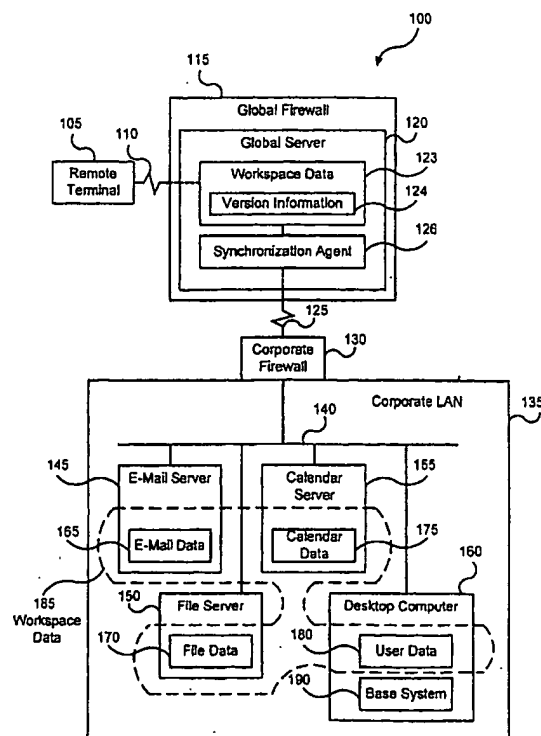 100
115
Global Firewall
105
110
120
Global Server
123
Remote
Terminal
Workspace Data
124
Version Information
126
Synchronization Agent
125
130
Corporate
Firewall
Corporate LAN
135
140
145
E-Mail Server
Calendar
Server
155
165
E-Mail Data
Calendar
Data
175
160
185
Workspace
Data
150
File Server
Desktop Computer
170
File Data
180
User Data
190
Base System